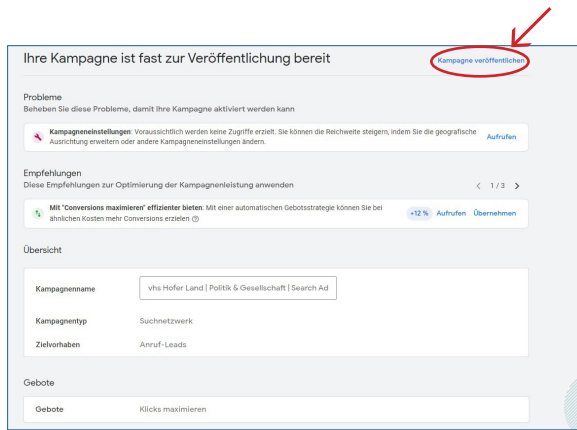 Ihre Kampagne ist fast zur Veröffentlichung bereit
Kampagne veröffentlichen
Probleme
Beheben Sie diese Probleme, damit Ihre Kampagne aktiviert werden kann
Kampagneneinstellungen: Voraussichtlich werden keine Zugriffe erzielt. Sie können die Reichweite steigern, indem Sie die geografische
Ausrichtung erweitern oder andere Kampagneneinstellungen ändern.
Aufrufen
Empfehlungen
Diese Empfehlungen zur Optimierung der Kampagnenleistung anwenden
1 / 3
Mit "Conversions maximieren" effizienter bieten: Mit einer automatischen Gebotsstrategie können Sie bei
ähnlichen Kosten mehr Conversions erzielen
+12 % Aufrufen Übernehmen
Übersicht
Kampagnenname vhs Hofer Land | Politik & Gesellschaft | Search Ad
Kampagnentyp Suchnetzwerk
Zielvorhaben Anruf-Leads
Gebote
Gebote Klicks maximieren